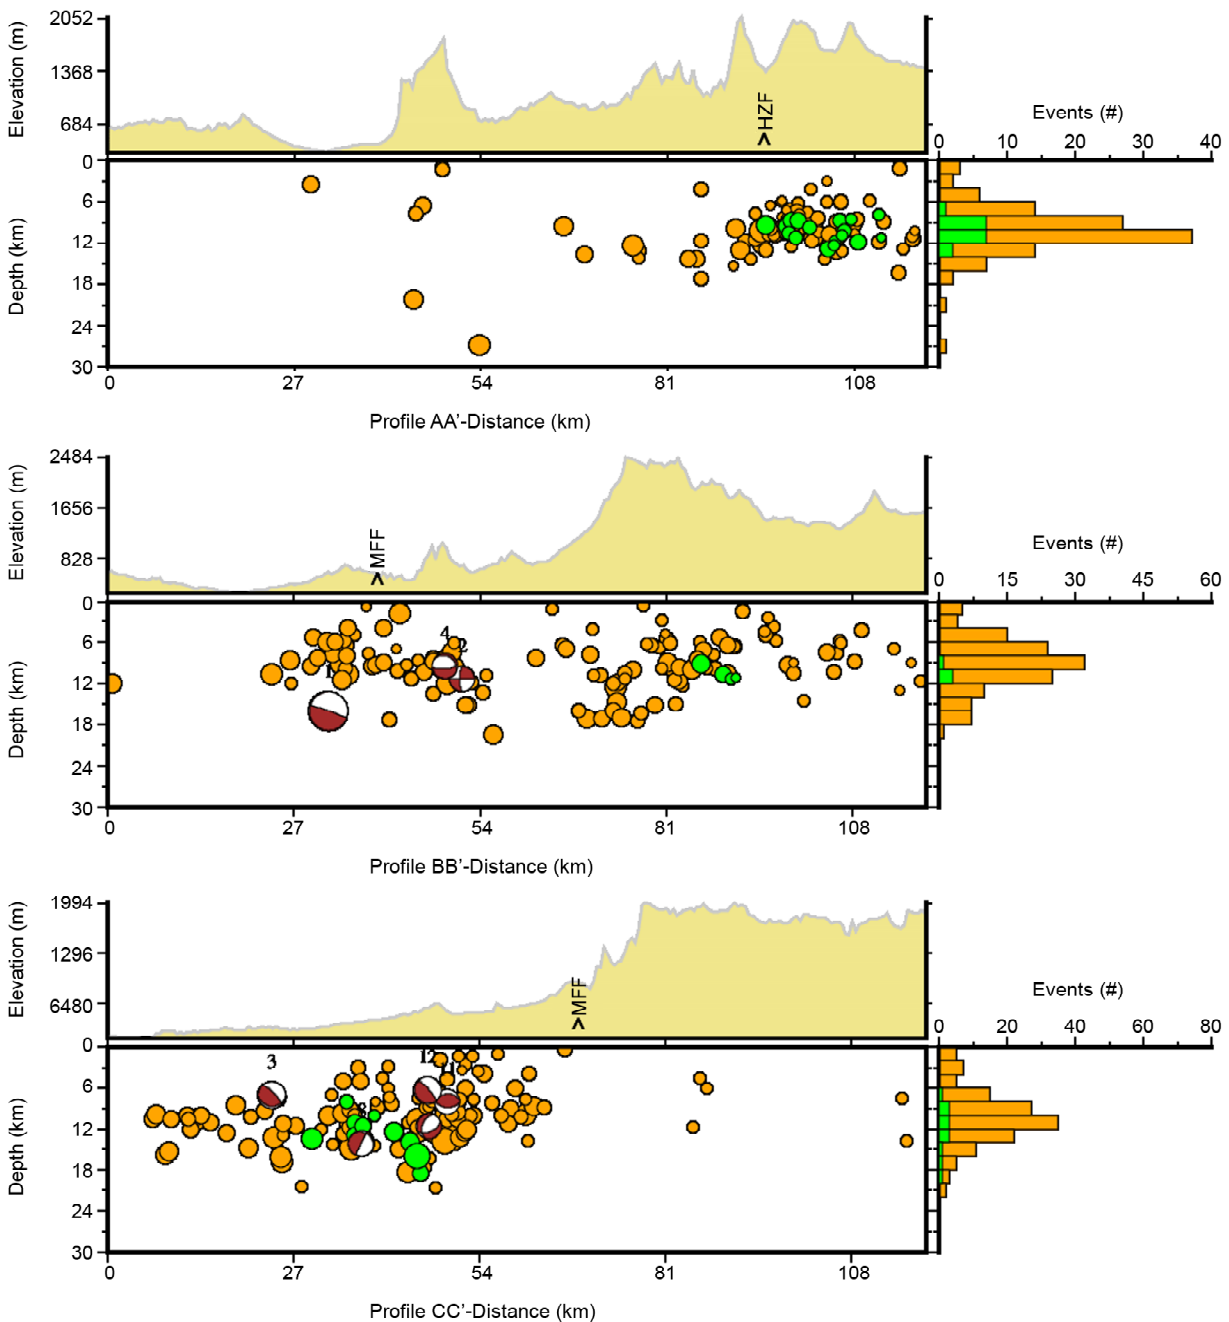 2052
1368
684
Elevation (m)
>HZF
Events (#)
0 10 20 30 40
0
6
12
18
24
30
Depth (km)
0 27 54 81 108
Profile AA'-Distance (km)
2484
1656
828
Elevation (m)
>MFF
Events (#)
0 15 30 45 60
0
6
12
18
24
30
Depth (km)
4
2
0 27 54 81 108
Profile BB'-Distance (km)
1994
1296
6480
Elevation (m)
>MFF
Events (#)
0 20 40 60 80
0
6
12
18
24
30
Depth (km)
3
12
11
0 27 54 81 108
Profile CC'-Distance (km)